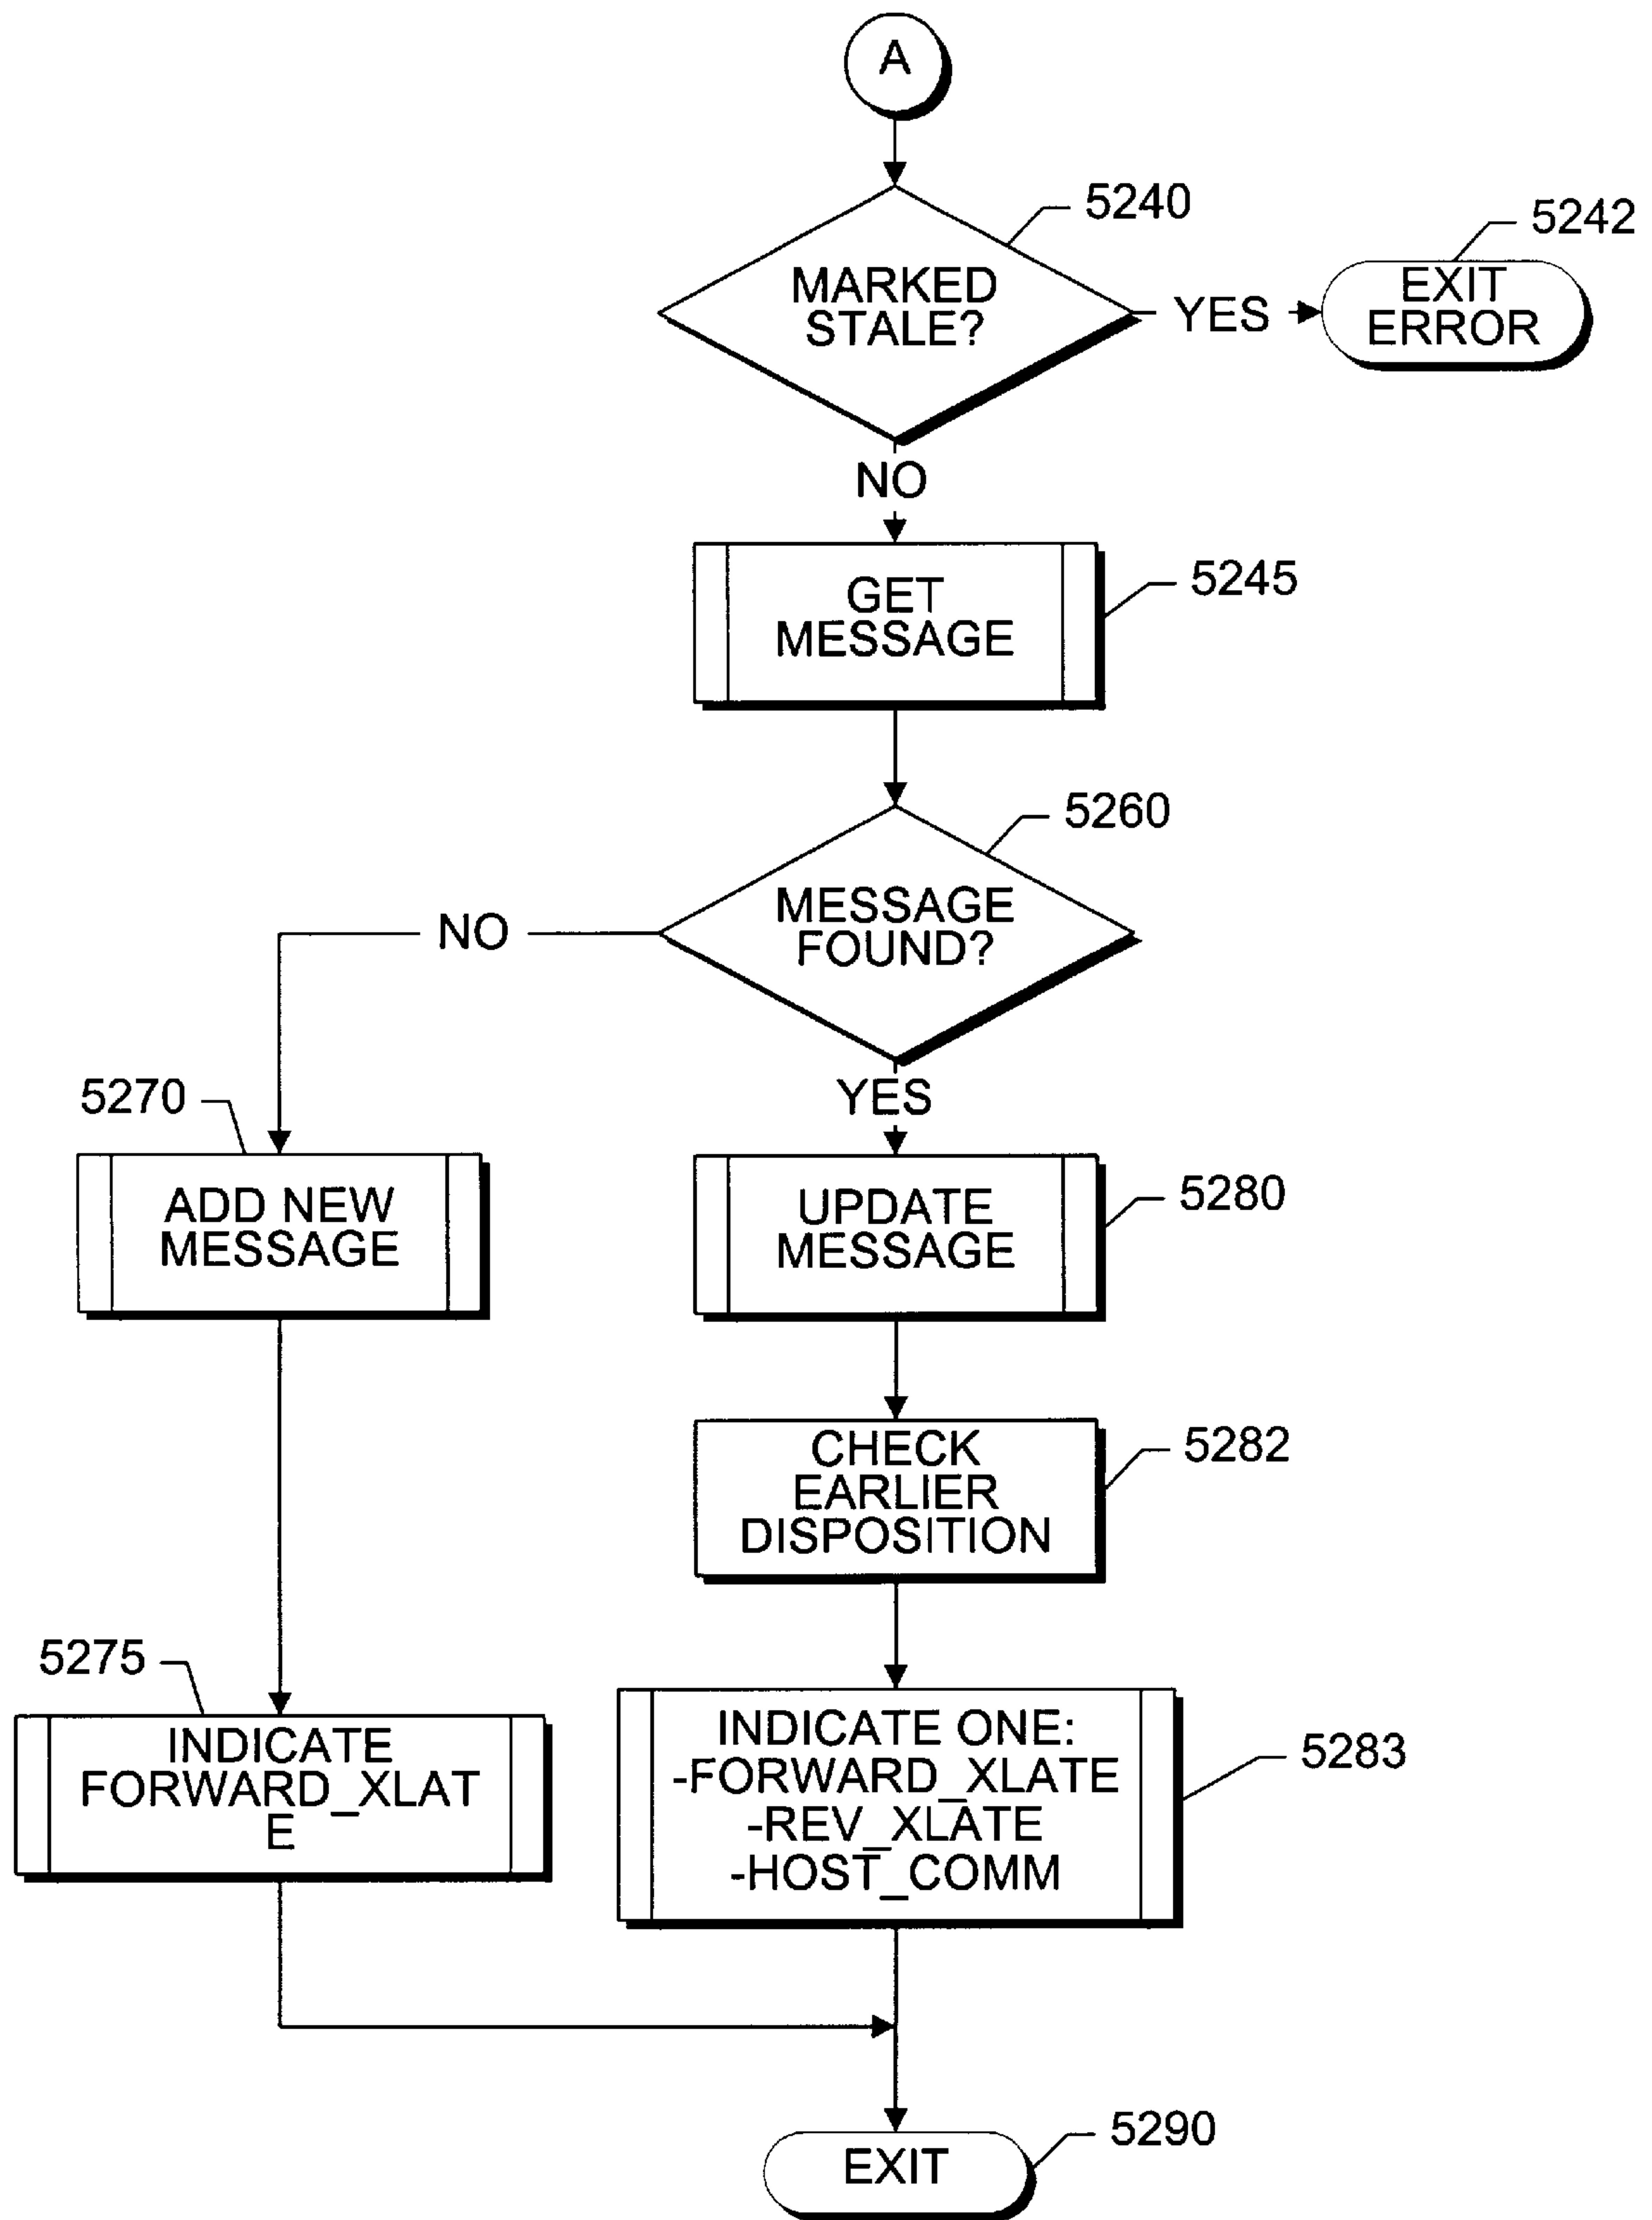 A
5240
5242
MARKED
STALE?
YES
EXIT
ERROR
NO
GET
MESSAGE
5245
5260
MESSAGE
FOUND?
NO
YES
5270
ADD NEW
MESSAGE
UPDATE
MESSAGE
5280
CHECK
EARLIER
DISPOSITION
5282
5275
INDICATE
FORWARD_XLAT
E
INDICATE ONE:
-FORWARD_XLATE
-REV_XLATE
-HOST_COMM
5283
EXIT
5290